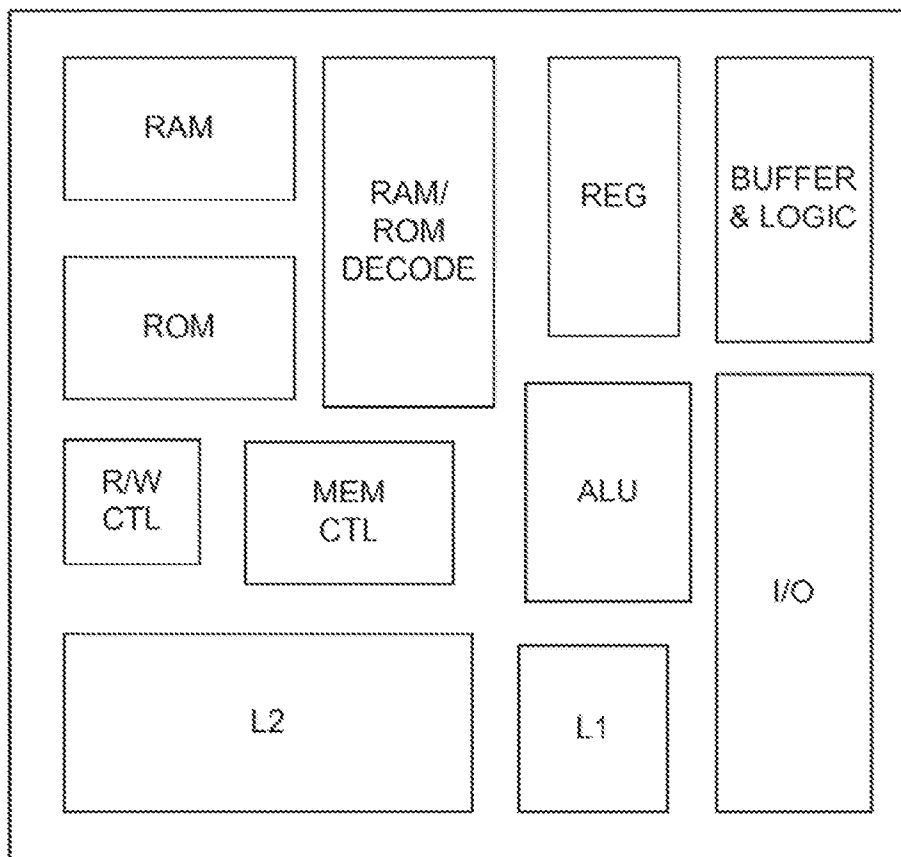 RAM
RAM/
ROM
DECODE
REG
BUFFER
& LOGIC
ROM
R/W
CTL
MEM
CTL
ALU
I/O
L2
L1